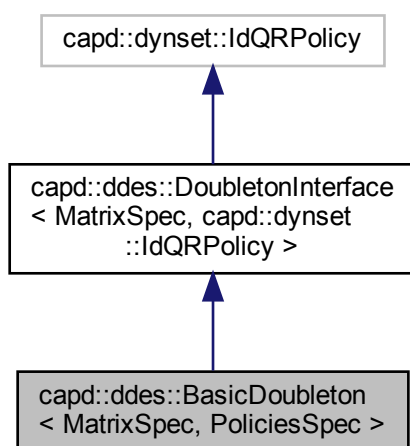 capd::dynset::IdQRPolicy
capd::ddes::DoubletonInterface
< MatrixSpec, capd::dynset
::IdQRPolicy >
capd::ddes::BasicDoubleton
< MatrixSpec, PoliciesSpec >